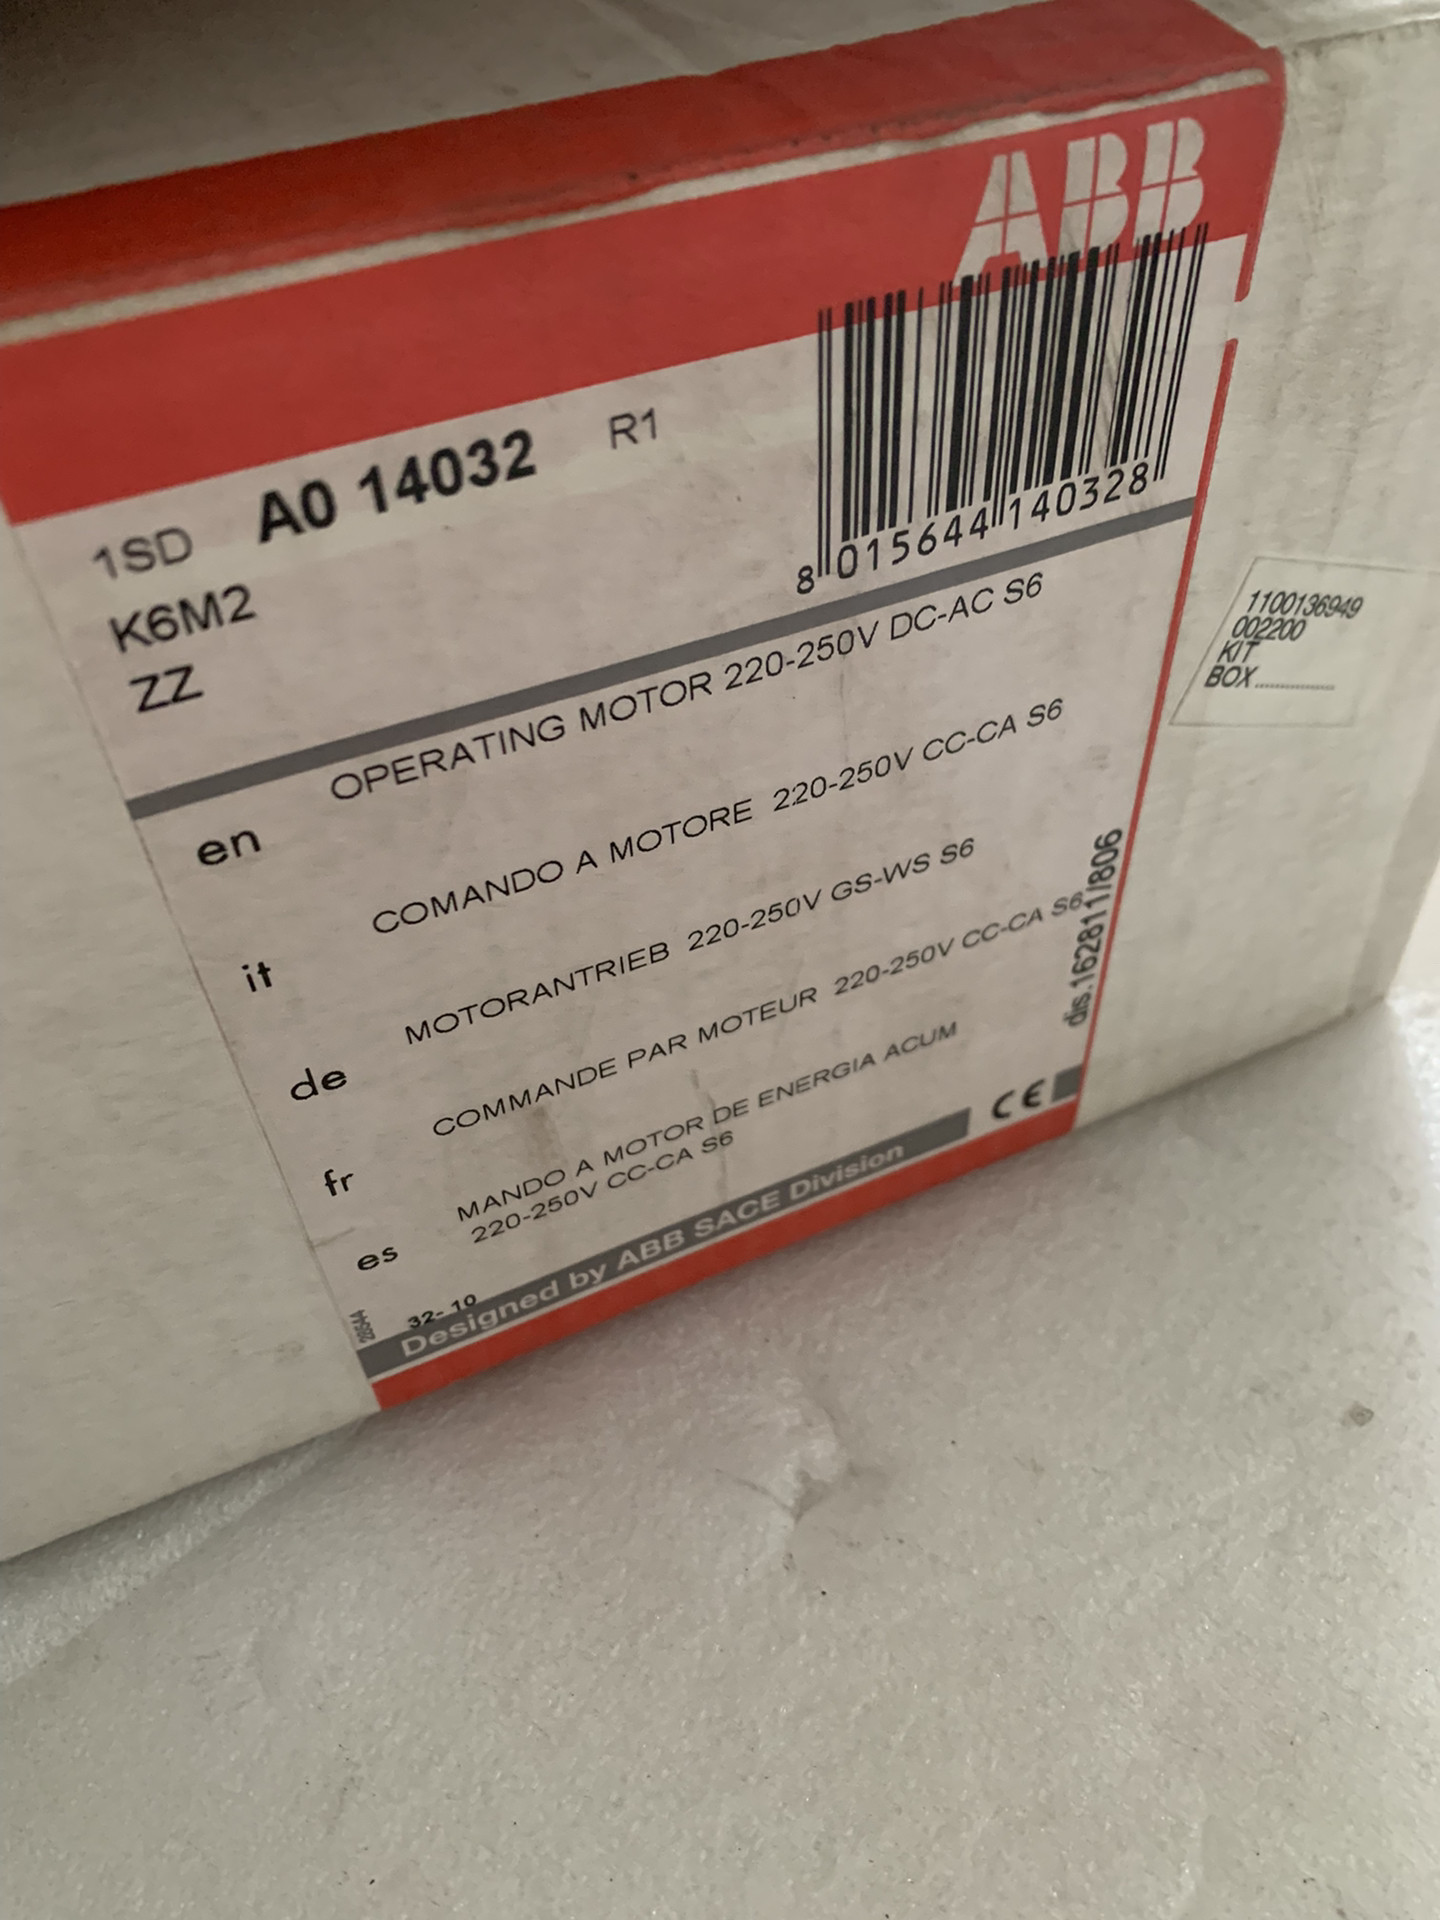 ABB
1SD A0 14032 R1
K6M2
ZZ
8 015644 140328
en OPERATING MOTOR 220-250V DC-AC S6
it COMANDO A MOTORE 220-250V CC-CA S6
de MOTORANTRIEB 220-250V GS-WS S6
fr COMMANDE PAR MOTEUR 220-250V CC-CA S6
es MANDO A MOTOR DE ENERGIA ACUM
220-250V CC-CA S6
32- 10
Designed by ABB SACE Division
CE
dis.162811/806
1100136949
002200
KIT
BOX...............